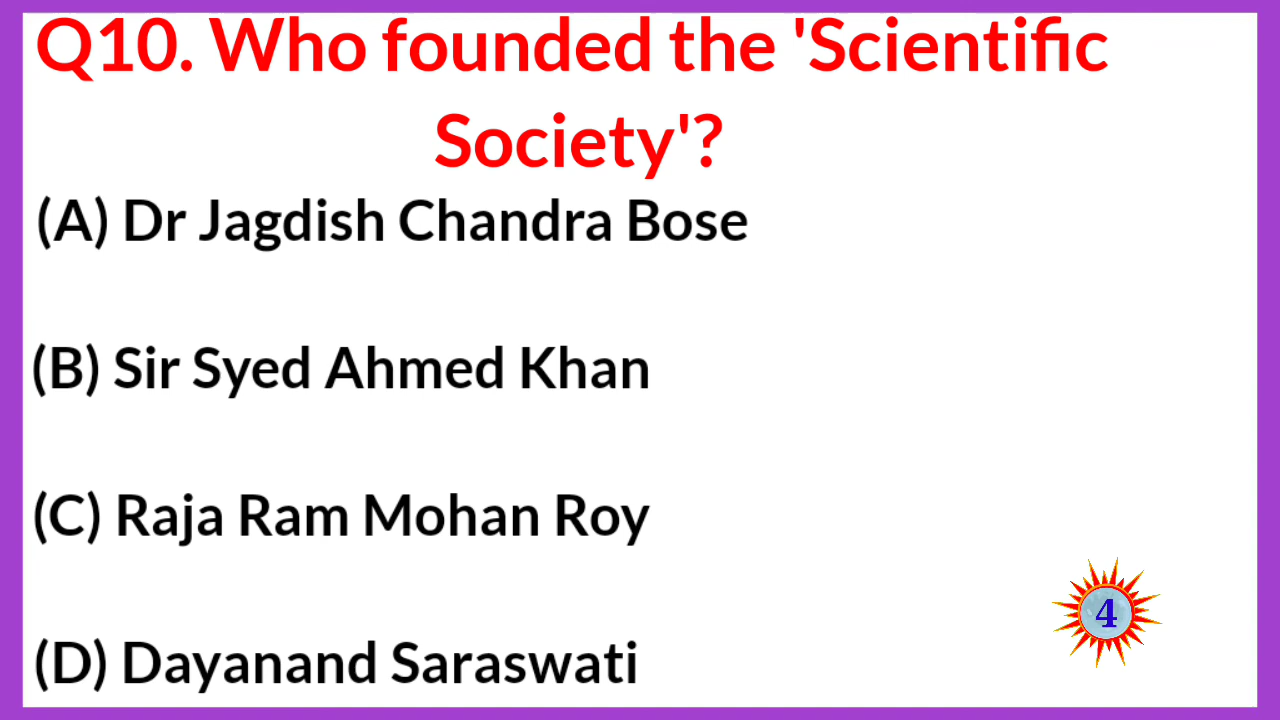 Q10. Who founded the 'Scientific
Society'?
(A) Dr Jagdish Chandra Bose
(B) Sir Syed Ahmed Khan
(C) Raja Ram Mohan Roy
4
(D) Dayanand Saraswati